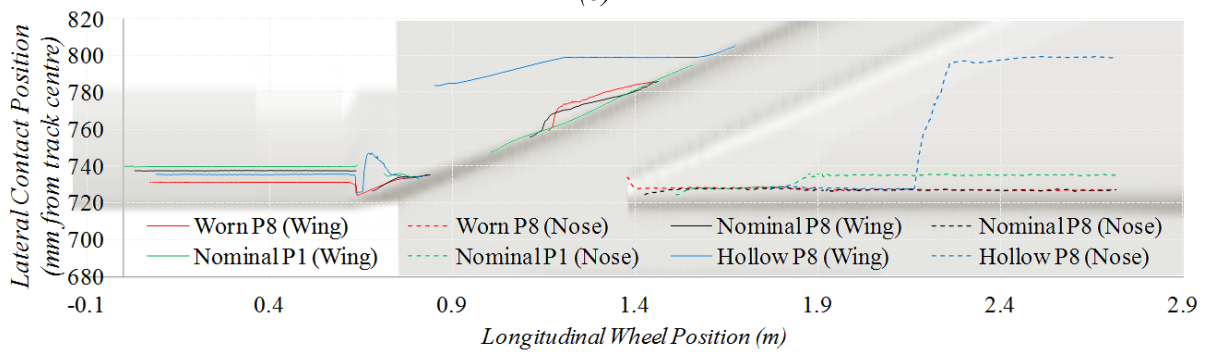 820
800
780
760
740
720
700
680
Lateral Contact Position
(mm from track centre)
Worn P8 (Wing) Worn P8 (Nose) Nominal P8 (Wing) Nominal P8 (Nose)
Nominal P1 (Wing) Nominal P1 (Nose) Hollow P8 (Wing) Hollow P8 (Nose)
-0.1 0.4 0.9 1.4 1.9 2.4 2.9
Longitudinal Wheel Position (m)